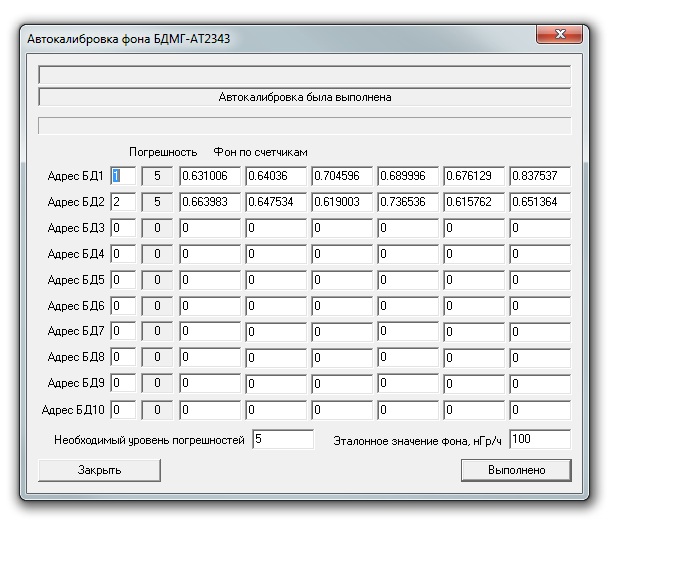 Автокалибровка фона БДМГ-АТ2343
Автокалибровка была выполнена
Погрешность Фон по счетчикам
Адрес БД1 1 5 0.631006 0.64036 0.704596 0.689996 0.676129 0.837537
Адрес БД2 2 5 0.663983 0.647534 0.619003 0.736536 0.615762 0.651364
Адрес БД3 0 0 0 0 0 0 0 0
Адрес БД4 0 0 0 0 0 0 0 0
Адрес БД5 0 0 0 0 0 0 0 0
Адрес БД6 0 0 0 0 0 0 0 0
Адрес БД7 0 0 0 0 0 0 0 0
Адрес БД8 0 0 0 0 0 0 0 0
Адрес БД9 0 0 0 0 0 0 0 0
Адрес БД10 0 0 0 0 0 0 0 0
Необходимый уровень погрешностей 5 Эталонное значение фона, нГр/ч 100
Закрыть Выполнено